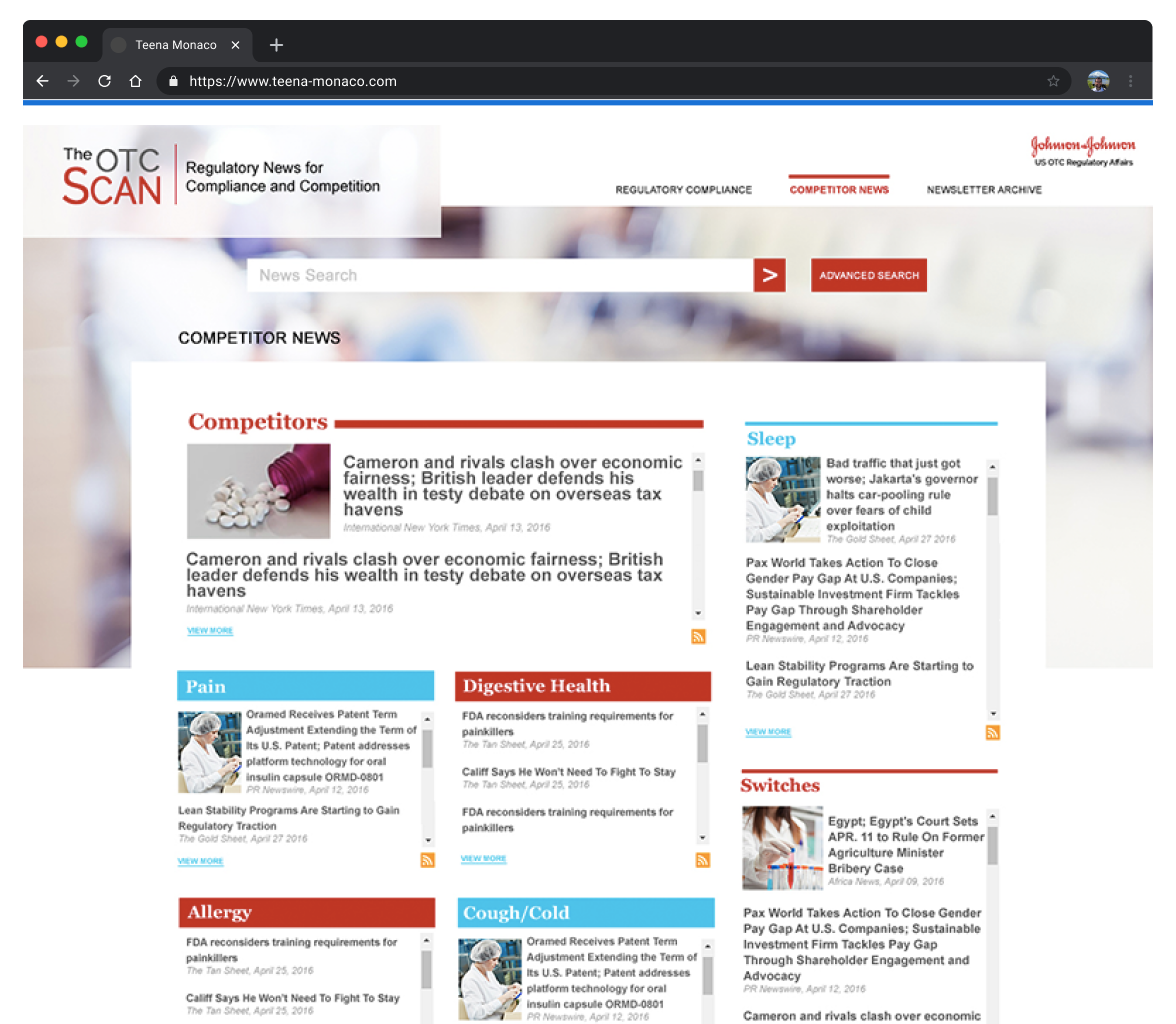 Teena Monaco
https://www.teena-monaco.com
The OTC
SCAN
Regulatory News for
Compliance and Competition
Johnson & Johnson
US OTC Regulatory Affairs
REGULATORY COMPLIANCE
COMPETITOR NEWS
NEWSLETTER ARCHIVE
News Search
>
ADVANCED SEARCH
COMPETITOR NEWS
Competitors
Cameron and rivals clash over economic
fairness; British leader defends his
wealth in testy debate on overseas tax
havens
International New York Times, April 13, 2016
Cameron and rivals clash over economic fairness; British
leader defends his wealth in testy debate on overseas tax
havens
International New York Times, April 13, 2016
VIEW MORE
Sleep
Bad traffic that just got
worse; Jakarta's governor
halts car-pooling rule
over fears of child
exploitation
The Gold Sheet, April 27 2016
Pax World Takes Action To Close
Gender Pay Gap At U.S. Companies;
Sustainable Investment Firm Tackles
Pay Gap Through Shareholder
Engagement and Advocacy
PR Newswire, April 12, 2016
Lean Stability Programs Are Starting to
Gain Regulatory Traction
The Gold Sheet, April 27 2016
VIEW MORE
Pain
Oramed Receives Patent Term
Adjustment Extending the Term of
Its U.S. Patent; Patent addresses
platform technology for oral
insulin capsule ORMD-0801
PR Newswire, April 12, 2016
Lean Stability Programs Are Starting to Gain
Regulatory Traction
The Gold Sheet, April 27 2016
VIEW MORE
Digestive Health
FDA reconsiders training requirements for
painkillers
The Tan Sheet, April 25, 2016
Califf Says He Won't Need To Fight To Stay
The Tan Sheet, April 25, 2016
FDA reconsiders training requirements for
painkillers
VIEW MORE
Switches
Egypt; Egypt's Court Sets
APR. 11 to Rule On Former
Agriculture Minister
Bribery Case
Africa News, April 09, 2016
Pax World Takes Action To Close Gender
Pay Gap At U.S. Companies; Sustainable
Investment Firm Tackles Pay Gap
Through Shareholder Engagement and
Advocacy
PR Newswire, April 12, 2016
Cameron and rivals clash over economic
Allergy
FDA reconsiders training requirements for
painkillers
The Tan Sheet, April 25, 2016
Califf Says He Won't Need To Fight To Stay
The Tan Sheet, April 25, 2016
Cough/Cold
Oramed Receives Patent Term
Adjustment Extending the Term of
Its U.S. Patent; Patent addresses
platform technology for oral
insulin capsule ORMD-0801
PR Newswire, April 12, 2016